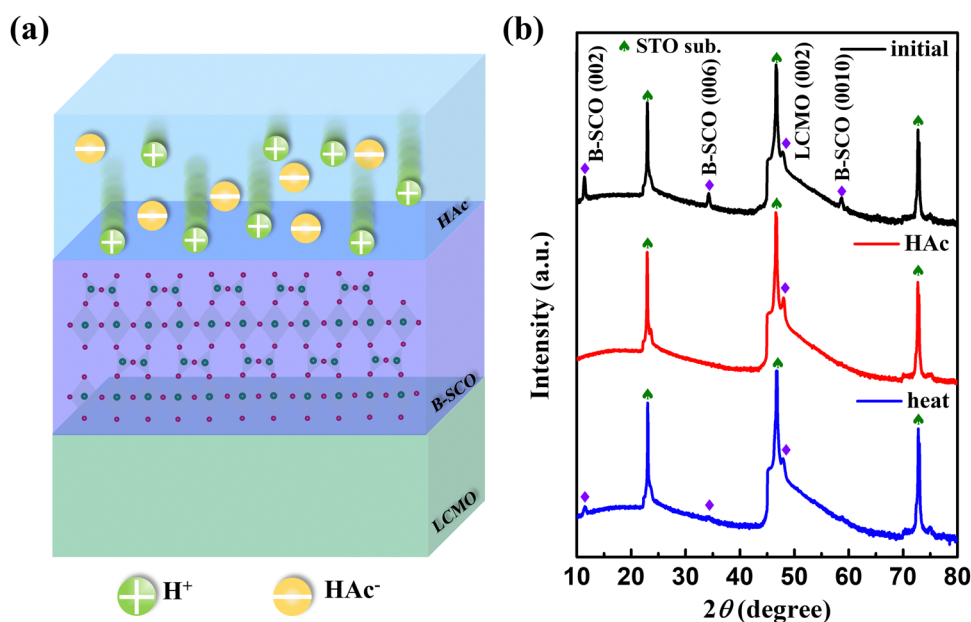 (a)
HAc
B-SCO
LCMO
H⁺
HAc⁻
(b)
STO sub.
initial
B-SCO (002)
B-SCO (006)
LCMO (002)
B-SCO (0010)
HAc
heat
Intensity (a.u.)
10 20 30 40 50 60 70 80
2θ (degree)